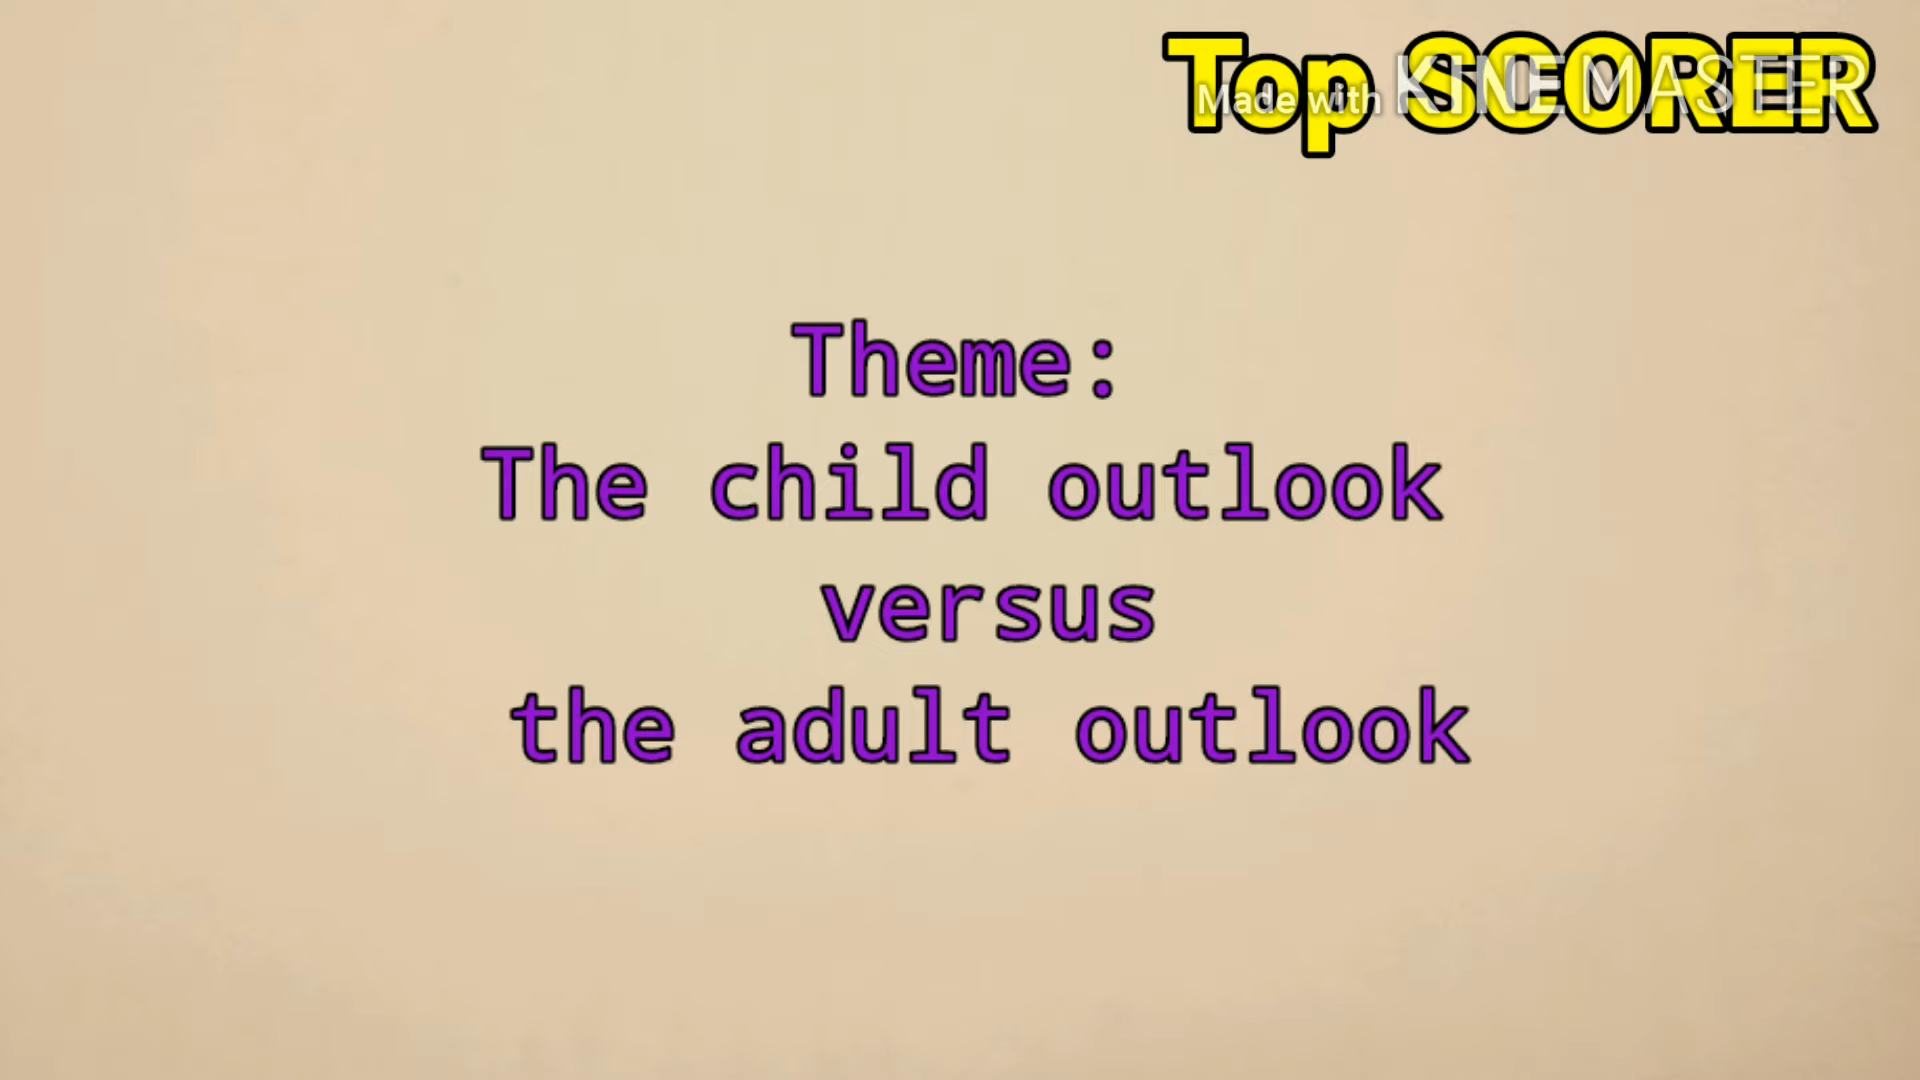 Top SCORER
Made with KINEMASTER
Theme:
The child outlook
versus
the adult outlook